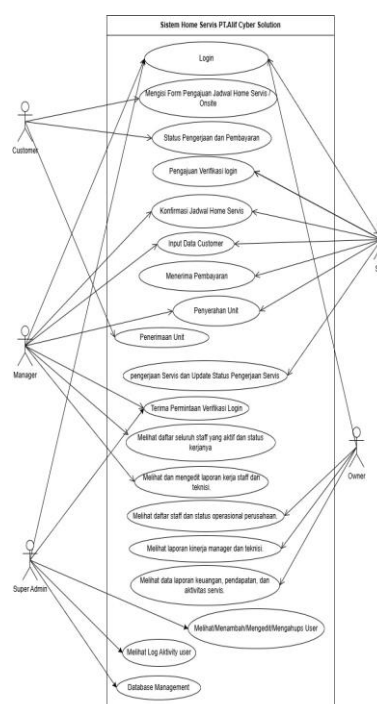 Sistem Home Servis PT.Alif Cyber Solution
Login
Mengisi Form Pengajuan Jadwal Home Servis /
Onsite
Customer
Status Pengerjaan dan Pembayaran
Pengajuan Verifikasi login
Konfirmasi Jadwal Home Servis
Input Data Customer
S
Menerima Pembayaran
Penyerahan Unit
Penerimaan Unit
Manager
pengerjaan Servis dan Update Status Pengerjaan Servis
Terima Permintaan Verifikasi Login
Melihat daftar seluruh staff yang aktif dan status
kerjanya
Melihat dan mengedit laporan kerja staff dan
teknisi.
Owner
Melihat daftar staff dan status operasional perusahaan.
Melihat laporan kinerja manager dan teknisi.
Melihat data laporan keuangan, pendapatan, dan
aktivitas servis.
Super Admin
Melihat/Menambah/Mengedit/Mengahups User
Melihat Log Aktivity user
Database Management